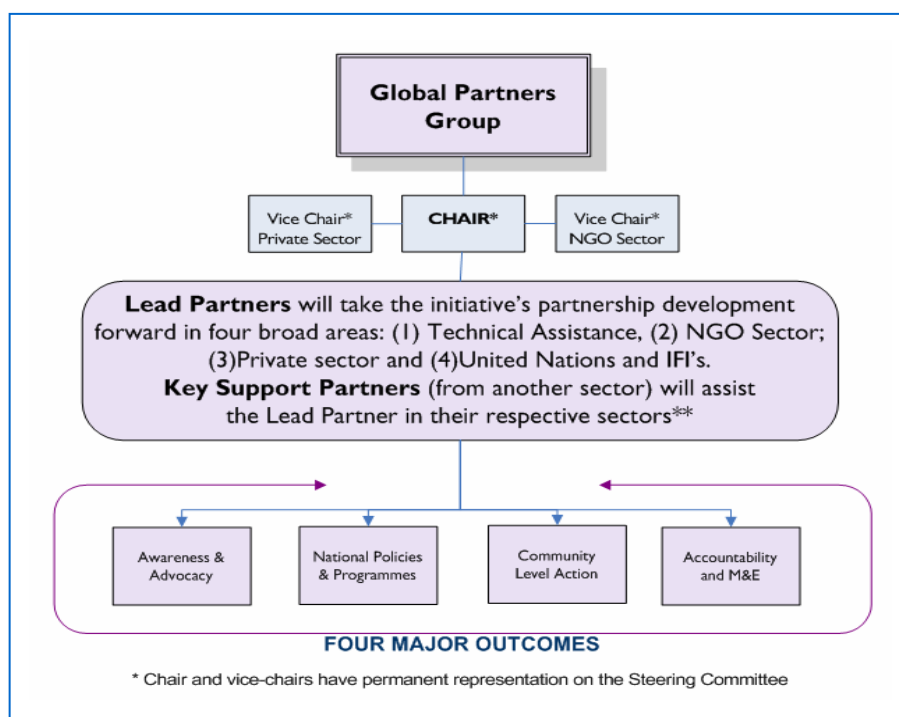 Global Partners
Group
Vice Chair*
Private Sector
CHAIR*
Vice Chair*
NGO Sector
Lead Partners will take the initiative’s partnership development
forward in four broad areas: (1) Technical Assistance, (2) NGO Sector;
(3)Private sector and (4)United Nations and IFI’s.
Key Support Partners (from another sector) will assist
the Lead Partner in their respective sectors**
Awareness &
Advocacy
National Policies
& Programmes
Community
Level Action
Accountability
and M&E
FOUR MAJOR OUTCOMES
* Chair and vice-chairs have permanent representation on the Steering Committee